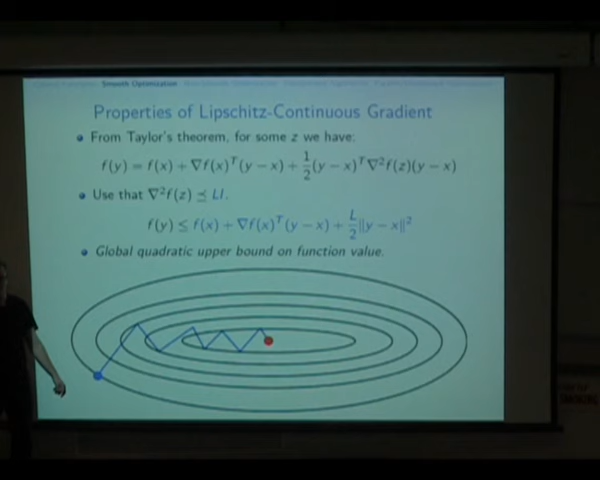 Smooth Optimization
Properties of Lipschitz-Continuous Gradient
From Taylor's theorem, for some z we have:
f(y) = f(x) + ∇f(x)^T(y − x) + 1/2(y − x)^T∇²f(z)(y − x)
Use that ∇²f(z) ⪯ LI.
f(y) ≤ f(x) + ∇f(x)^T(y − x) + L/2‖y − x‖²
Global quadratic upper bound on function value.
SMOKING